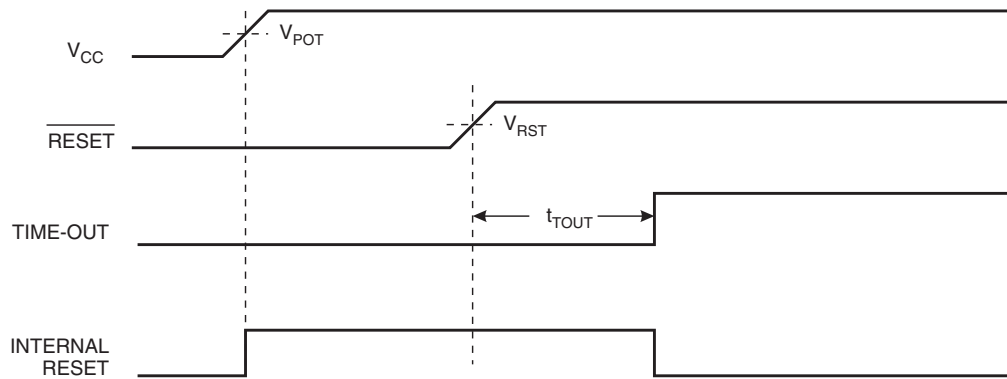 V_CC
V_POT
RESET
V_RST
TIME-OUT
t_TOUT
INTERNAL
RESET